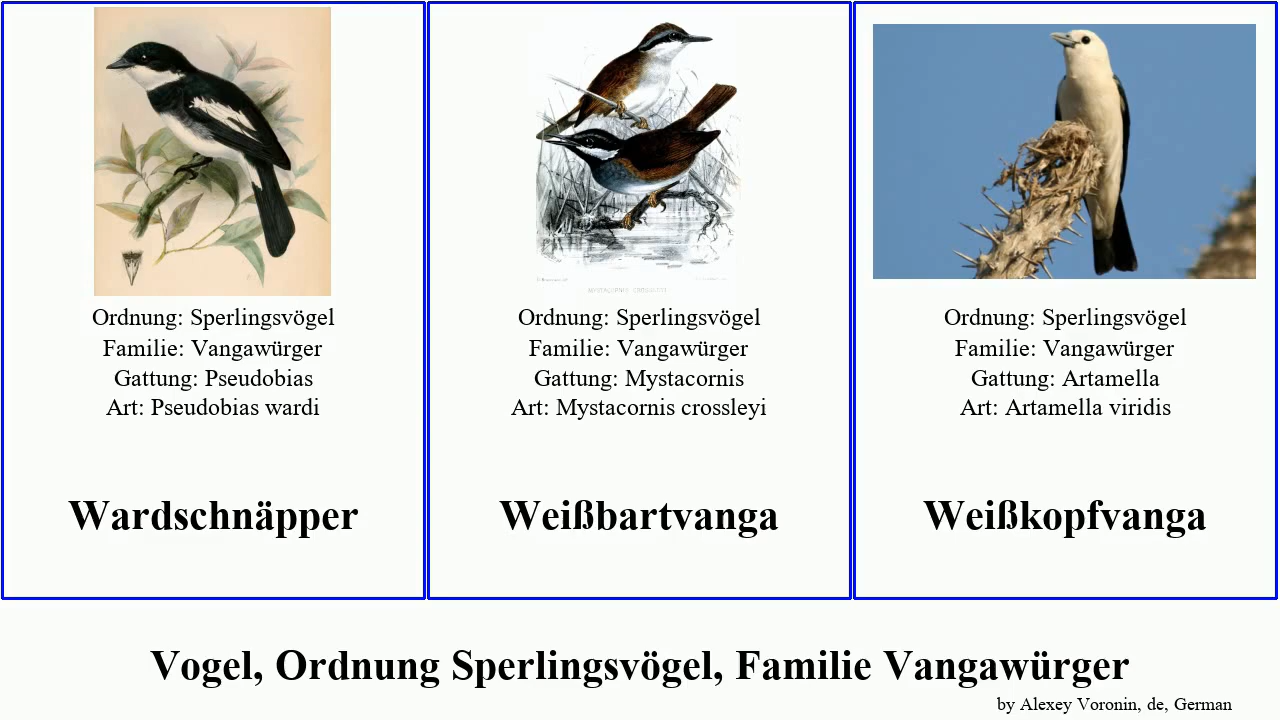 Ordnung: Sperlingsvögel
Familie: Vangawürger
Gattung: Pseudobias
Art: Pseudobias wardi
Wardschnäpper
MYSTACORNIS CROSSLEYI
Ordnung: Sperlingsvögel
Familie: Vangawürger
Gattung: Mystacornis
Art: Mystacornis crossleyi
Weißbartvanga
Ordnung: Sperlingsvögel
Familie: Vangawürger
Gattung: Artamella
Art: Artamella viridis
Weißkopfvanga
Vogel, Ordnung Sperlingsvögel, Familie Vangawürger
by Alexey Voronin, de, German